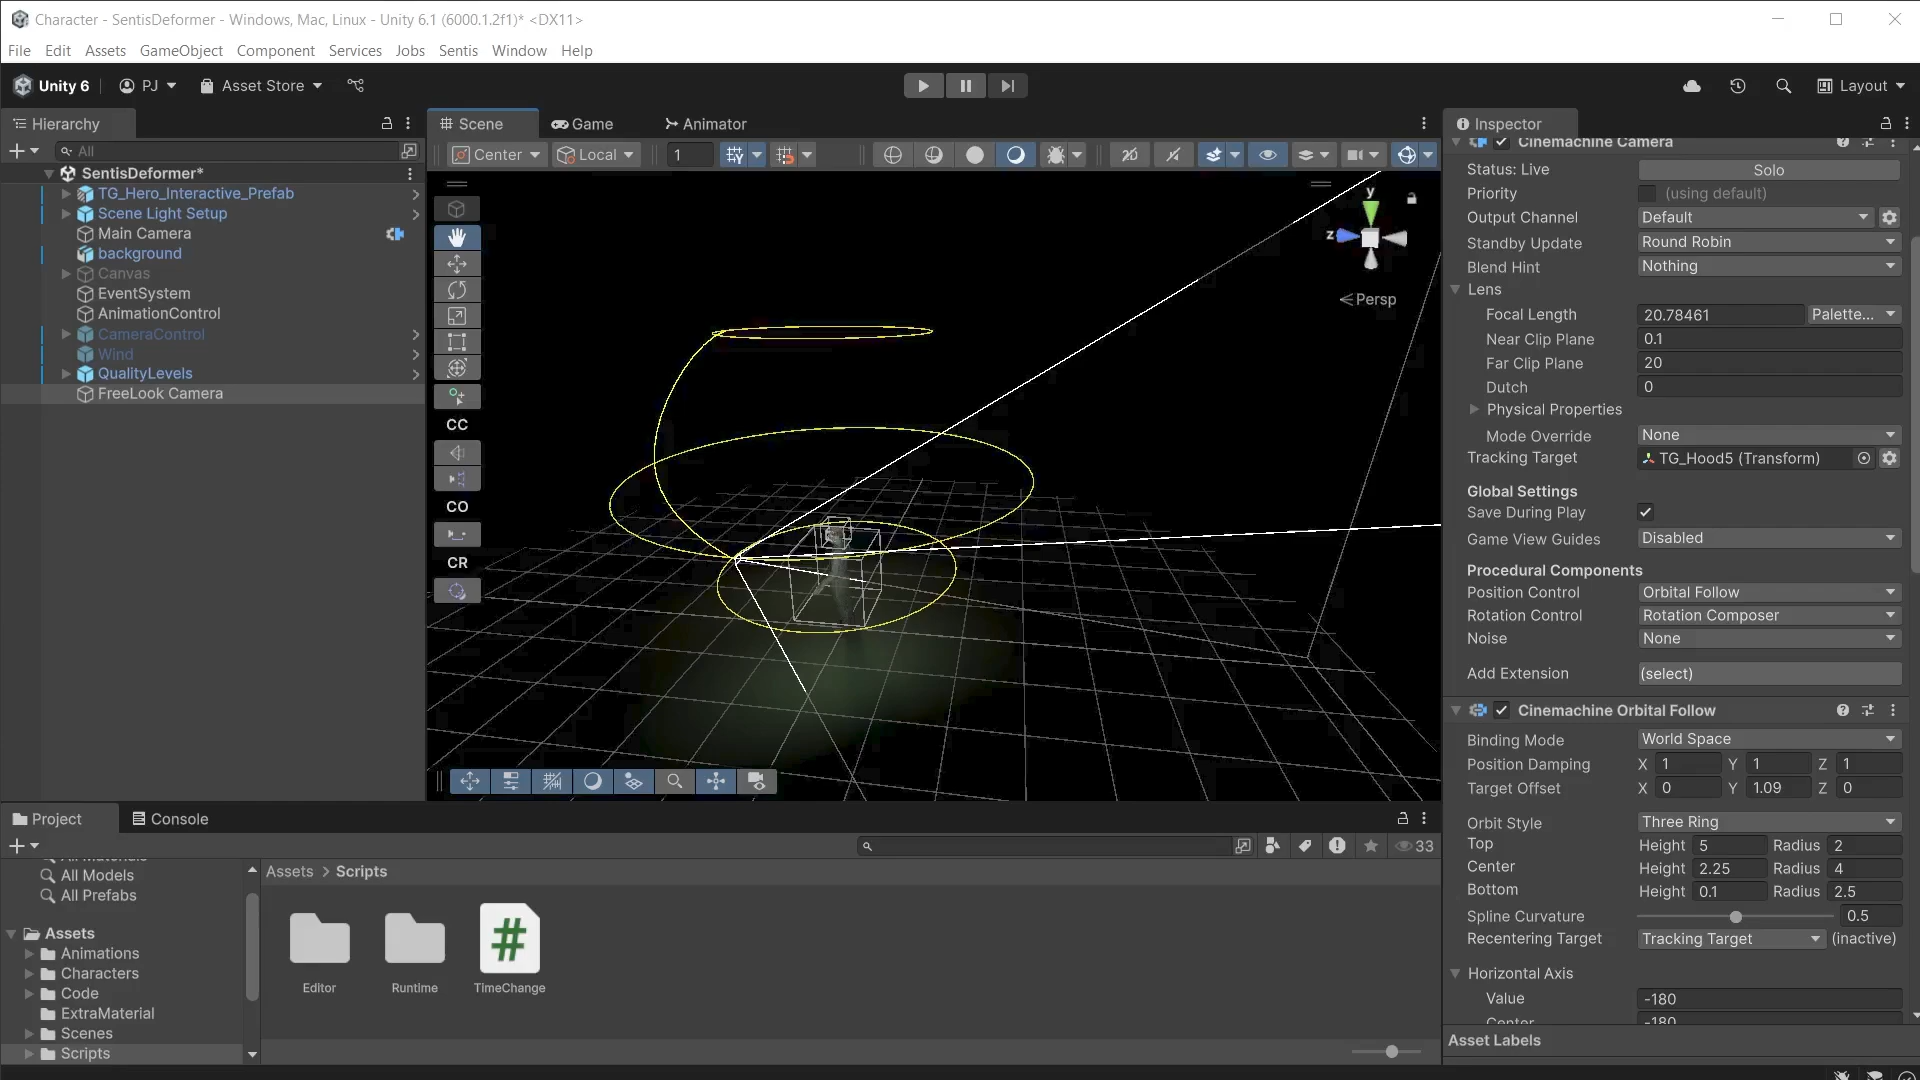 Character - SentisDeformer - Windows, Mac, Linux - Unity 6.1 (6000.1.2f1)* <DX11>
File Edit Assets GameObject Component Services Jobs Sentis Window Help
Unity 6 PJ Asset Store Layout
Hierarchy
All
SentisDeformer*
TG_Hero_Interactive_Prefab
Scene Light Setup
Main Camera
background
Canvas
EventSystem
AnimationControl
CameraControl
Wind
QualityLevels
FreeLook Camera
Scene Game Animator
Center Local 1 2D
CC
CO
CR
y
z
Persp
Inspector
Cinemachine Camera
Status: Live Solo
Priority (using default)
Output Channel Default
Standby Update Round Robin
Blend Hint Nothing
Lens
Focal Length 20.78461 Palette...
Near Clip Plane 0.1
Far Clip Plane 20
Dutch 0
Physical Properties
Mode Override None
Tracking Target TG_Hood5 (Transform)
Global Settings
Save During Play
Game View Guides Disabled
Procedural Components
Position Control Orbital Follow
Rotation Control Rotation Composer
Noise None
Add Extension (select)
Cinemachine Orbital Follow
Binding Mode World Space
Position Damping X 1 Y 1 Z 1
Target Offset X 0 Y 1.09 Z 0
Orbit Style Three Ring
Top Height 5 Radius 2
Center Height 2.25 Radius 4
Bottom Height 0.1 Radius 2.5
Spline Curvature 0.5
Recentering Target Tracking Target (inactive)
Horizontal Axis
Value -180
Center -180
Asset Labels
Project Console
33
All Materials
All Models
All Prefabs
Assets
Animations
Characters
Code
ExtraMaterial
Scenes
Scripts
Assets > Scripts
Editor Runtime TimeChange